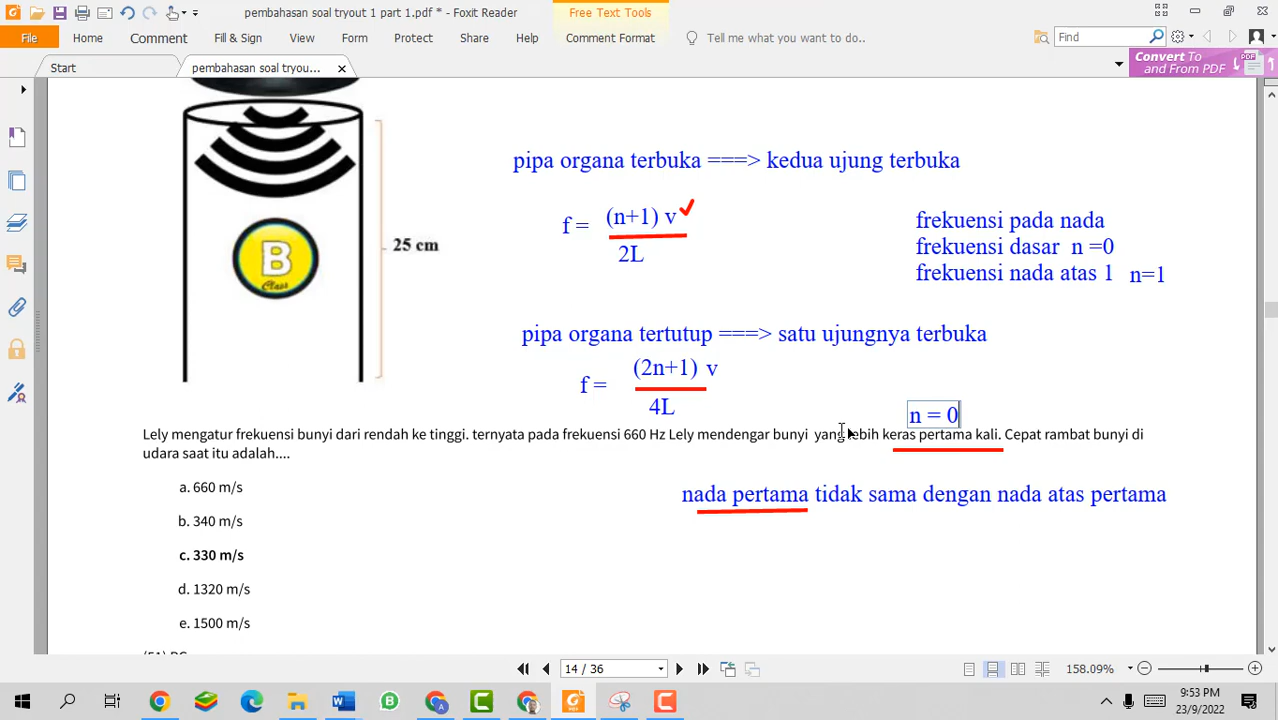 pembahasan soal tryout 1 part 1.pdf * - Foxit Reader
Free Text Tools
File
Home
Comment
Fill & Sign
View
Form
Protect
Share
Help
Comment Format
Tell me what you want to do..
Find
Start
pembahasan soal tryou...
Convert To
and From PDF
PDF
B
Class
25 cm
pipa organa terbuka ===> kedua ujung terbuka
f = (n+1) v
2L
frekuensi pada nada
frekuensi dasar n =0
frekuensi nada atas 1 n=1
pipa organa tertutup ===> satu ujungnya terbuka
f = (2n+1) v
4L
n = 0
Lely mengatur frekuensi bunyi dari rendah ke tinggi. ternyata pada frekuensi 660 Hz Lely mendengar bunyi yang lebih keras pertama kali. Cepat rambat bunyi di
udara saat itu adalah....
nada pertama tidak sama dengan nada atas pertama
a. 660 m/s
b. 340 m/s
c. 330 m/s
d. 1320 m/s
e. 1500 m/s
14 / 36
158.09%
9:53 PM
23/9/2022